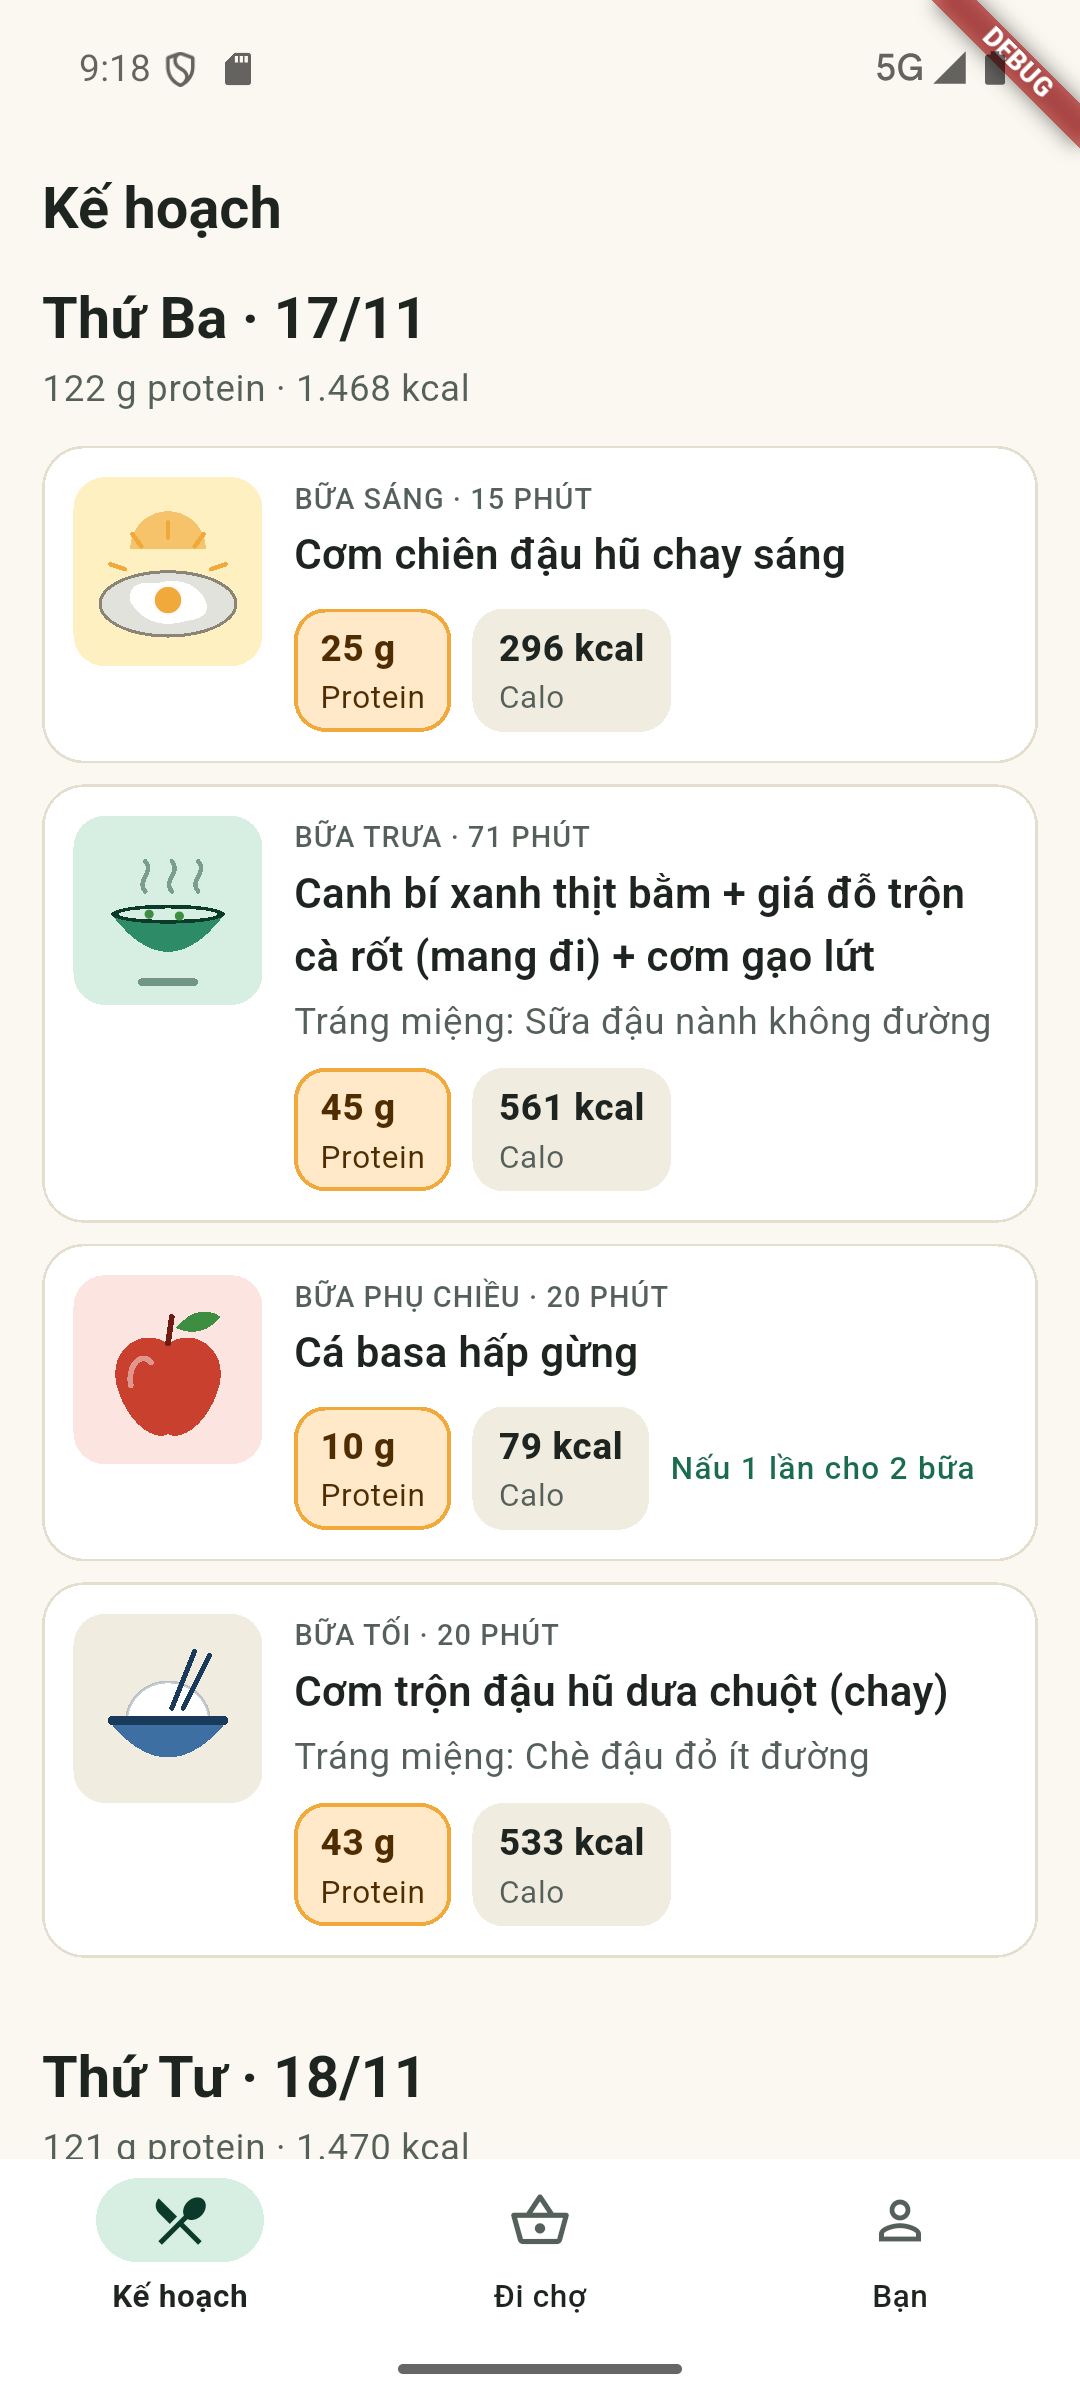 9:18
5G
DEBUG
Kế hoạch
Thứ Ba · 17/11
122 g protein · 1.468 kcal
BỮA SÁNG · 15 PHÚT
Cơm chiên đậu hũ chay sáng
25 g
Protein
296 kcal
Calo
BỮA TRƯA · 71 PHÚT
Canh bí xanh thịt bằm + giá đỗ trộn
cà rốt (mang đi) + cơm gạo lứt
Tráng miệng: Sữa đậu nành không đường
45 g
Protein
561 kcal
Calo
BỮA PHỤ CHIỀU · 20 PHÚT
Cá basa hấp gừng
10 g
Protein
79 kcal
Calo
Nấu 1 lần cho 2 bữa
BỮA TỐI · 20 PHÚT
Cơm trộn đậu hũ dưa chuột (chay)
Tráng miệng: Chè đậu đỏ ít đường
43 g
Protein
533 kcal
Calo
Thứ Tư · 18/11
121 g protein · 1.470 kcal
Kế hoạch
Đi chợ
Bạn